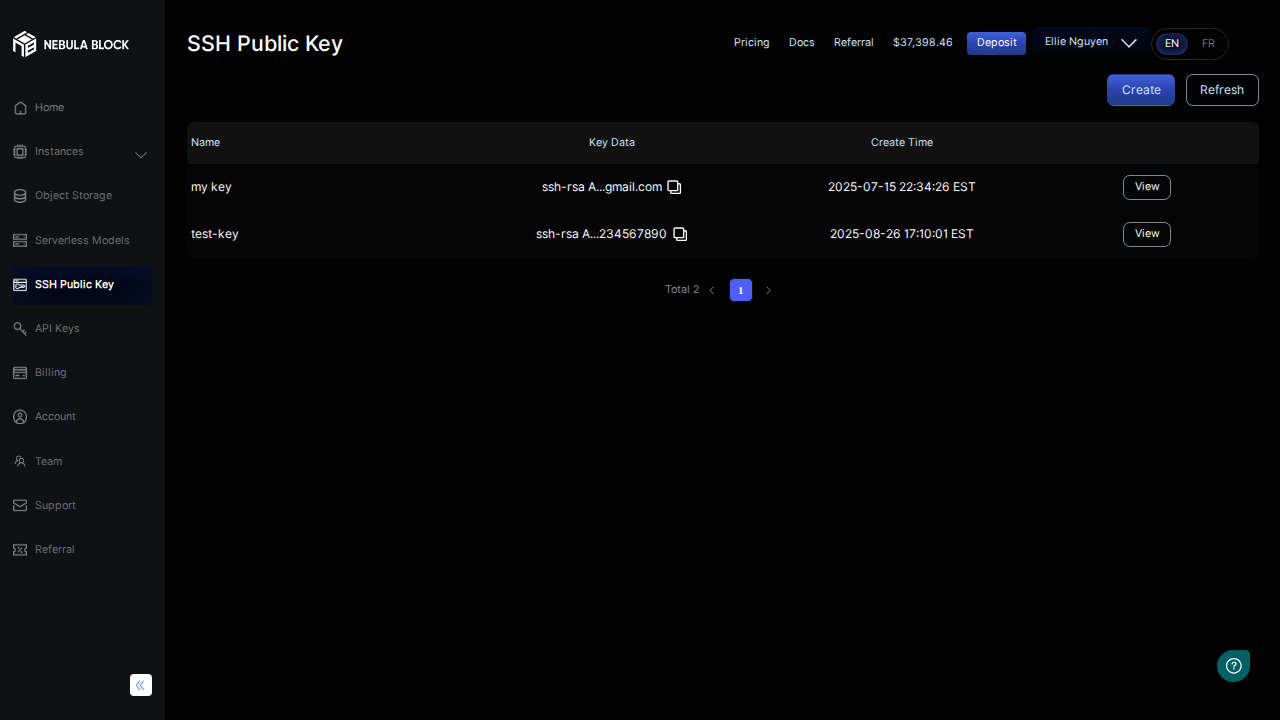 NEBULA BLOCK
SSH Public Key
Pricing Docs Referral $37,398.46 Deposit Ellie Nguyen EN FR
Create Refresh
Home
Instances
Object Storage
Serverless Models
SSH Public Key
API Keys
Billing
Account
Team
Support
Referral
Name Key Data Create Time
my key ssh-rsa A...gmail.com 2025-07-15 22:34:26 EST View
test-key ssh-rsa A...234567890 2025-08-26 17:10:01 EST View
Total 2 1